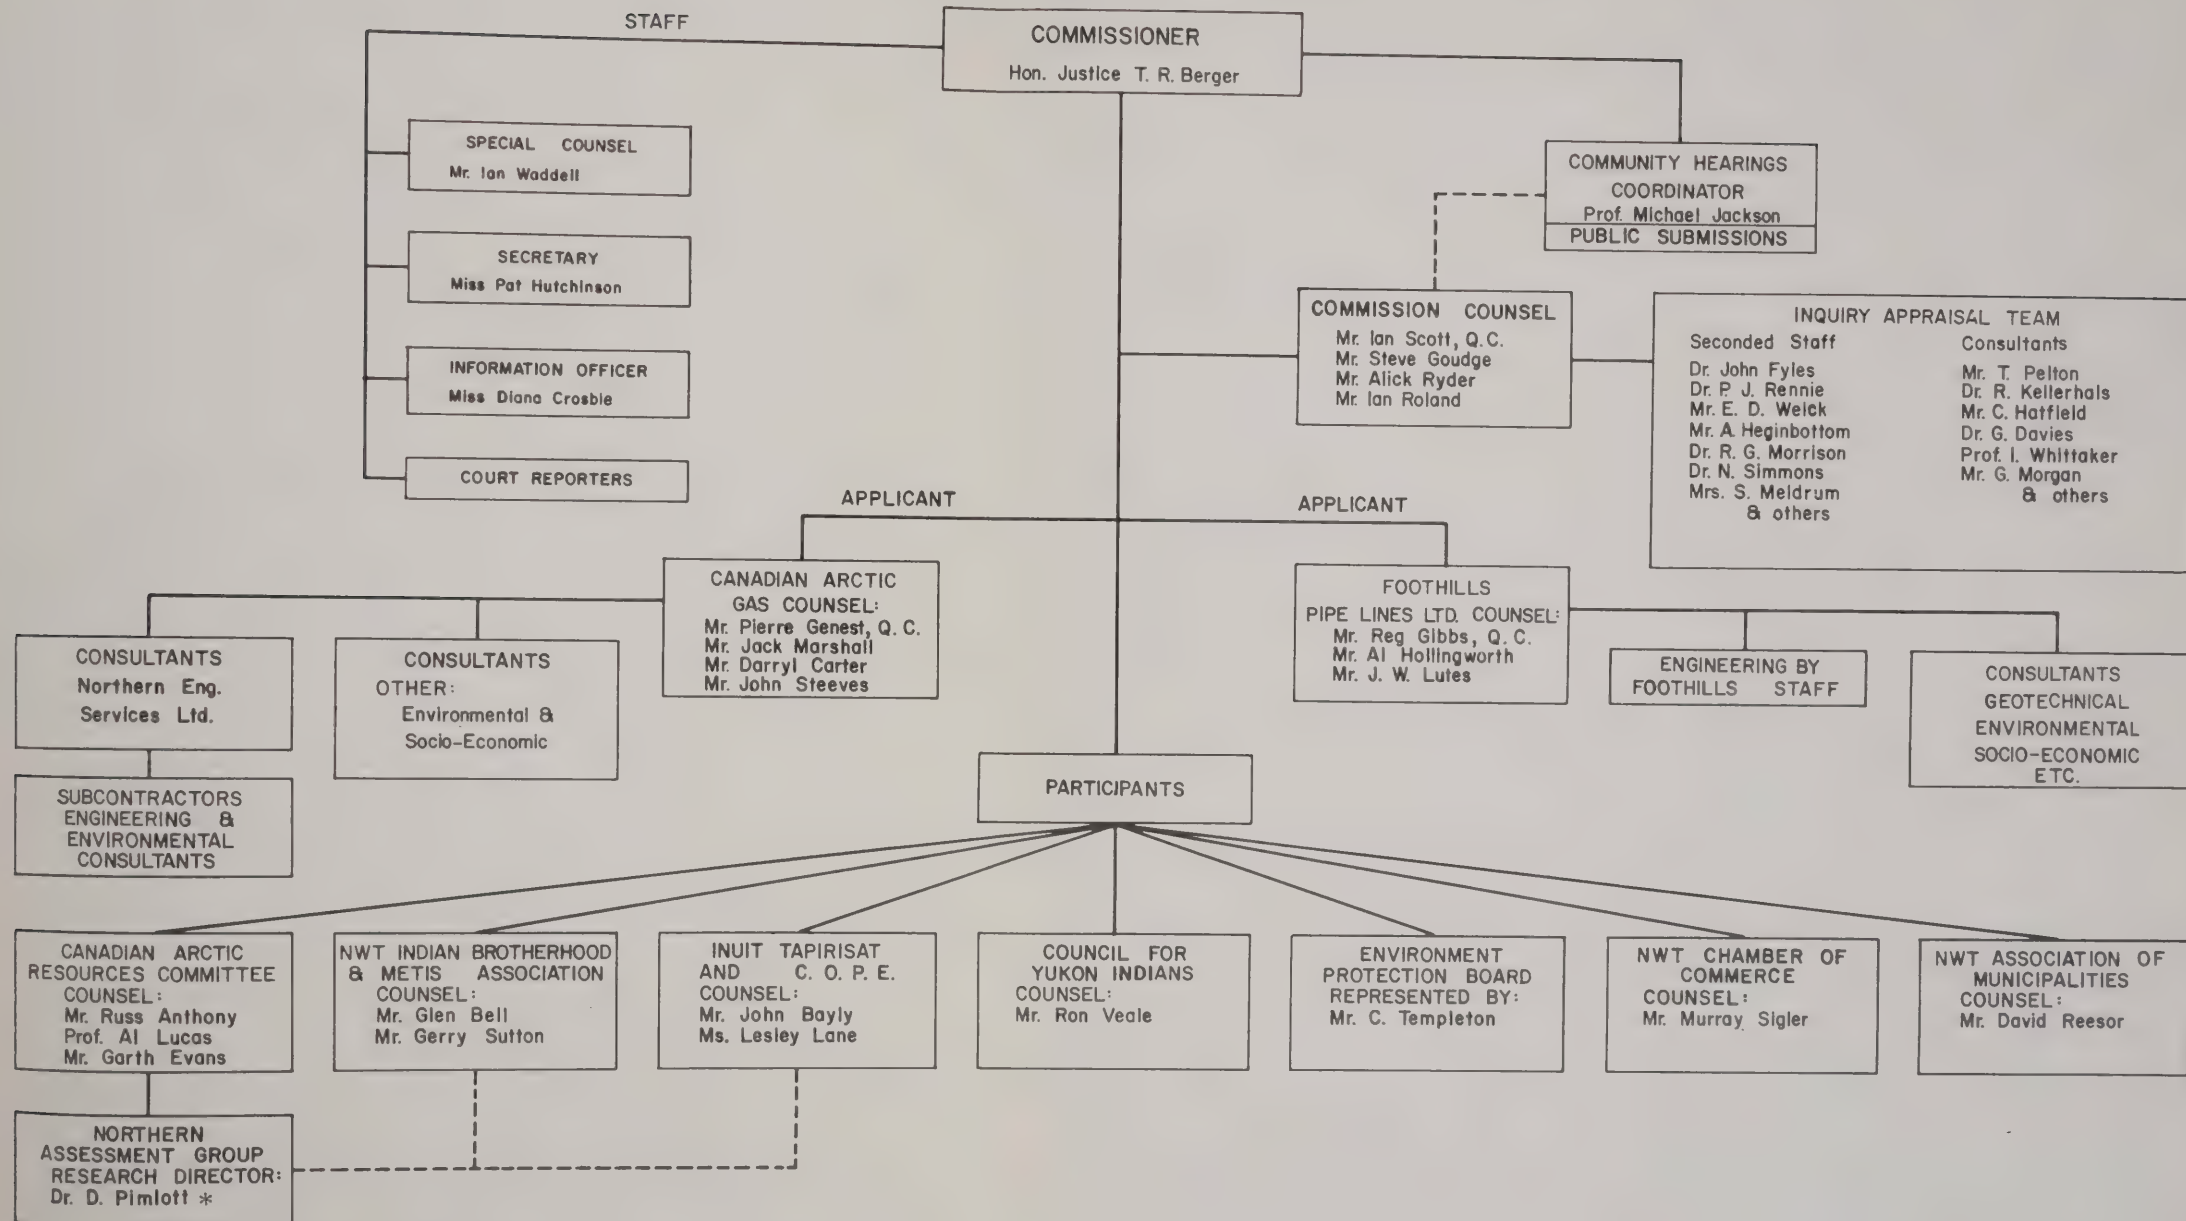 STAFF
COMMISSIONER
Hon. Justice T. R. Berger
SPECIAL COUNSEL
Mr. Ian Waddell
SECRETARY
Miss Pat Hutchinson
INFORMATION OFFICER
Miss Diana Crosbie
COURT REPORTERS
COMMUNITY HEARINGS
COORDINATOR
Prof. Michael Jackson
PUBLIC SUBMISSIONS
COMMISSION COUNSEL
Mr. Ian Scott, Q.C.
Mr. Steve Goudge
Mr. Alick Ryder
Mr. Ian Roland
INQUIRY APPRAISAL TEAM
Seconded Staff
Dr. John Fyles
Dr. P. J. Rennie
Mr. E. D. Weick
Mr. A. Heginbottom
Dr. R. G. Morrison
Dr. N. Simmons
Mrs. S. Meldrum
& others
Consultants
Mr. T. Pelton
Dr. R. Kellerhals
Mr. C. Hatfield
Dr. G. Davies
Prof. I. Whittaker
Mr. G. Morgan
& others
APPLICANT
APPLICANT
CANADIAN ARCTIC
GAS COUNSEL:
Mr. Pierre Genest, Q.C.
Mr. Jack Marshall
Mr. Darryl Carter
Mr. John Steeves
FOOTHILLS
PIPE LINES LTD. COUNSEL:
Mr. Reg Gibbs, Q.C.
Mr. Al Hollingworth
Mr. J. W. Lutes
CONSULTANTS
Northern Eng.
Services Ltd.
CONSULTANTS
OTHER:
Environmental &
Socio-Economic
ENGINEERING BY
FOOTHILLS STAFF
CONSULTANTS
GEOTECHNICAL
ENVIRONMENTAL
SOCIO-ECONOMIC
ETC.
SUBCONTRACTORS
ENGINEERING &
ENVIRONMENTAL
CONSULTANTS
PARTICIPANTS
CANADIAN ARCTIC
RESOURCES COMMITTEE
COUNSEL:
Mr. Russ Anthony
Prof. Al Lucas
Mr. Garth Evans
NWT INDIAN BROTHERHOOD
& METIS ASSOCIATION
COUNSEL:
Mr. Glen Bell
Mr. Gerry Sutton
INUIT TAPIRISAT
AND C. O. P. E.
COUNSEL:
Mr. John Bayly
Ms. Lesley Lane
COUNCIL FOR
YUKON INDIANS
COUNSEL:
Mr. Ron Veale
ENVIRONMENT
PROTECTION BOARD
REPRESENTED BY:
Mr. C. Templeton
NWT CHAMBER OF
COMMERCE
COUNSEL:
Mr. Murray Sigler
NWT ASSOCIATION OF
MUNICIPALITIES
COUNSEL:
Mr. David Reesor
NORTHERN
ASSESSMENT GROUP
RESEARCH DIRECTOR:
Dr. D. Pimlott *